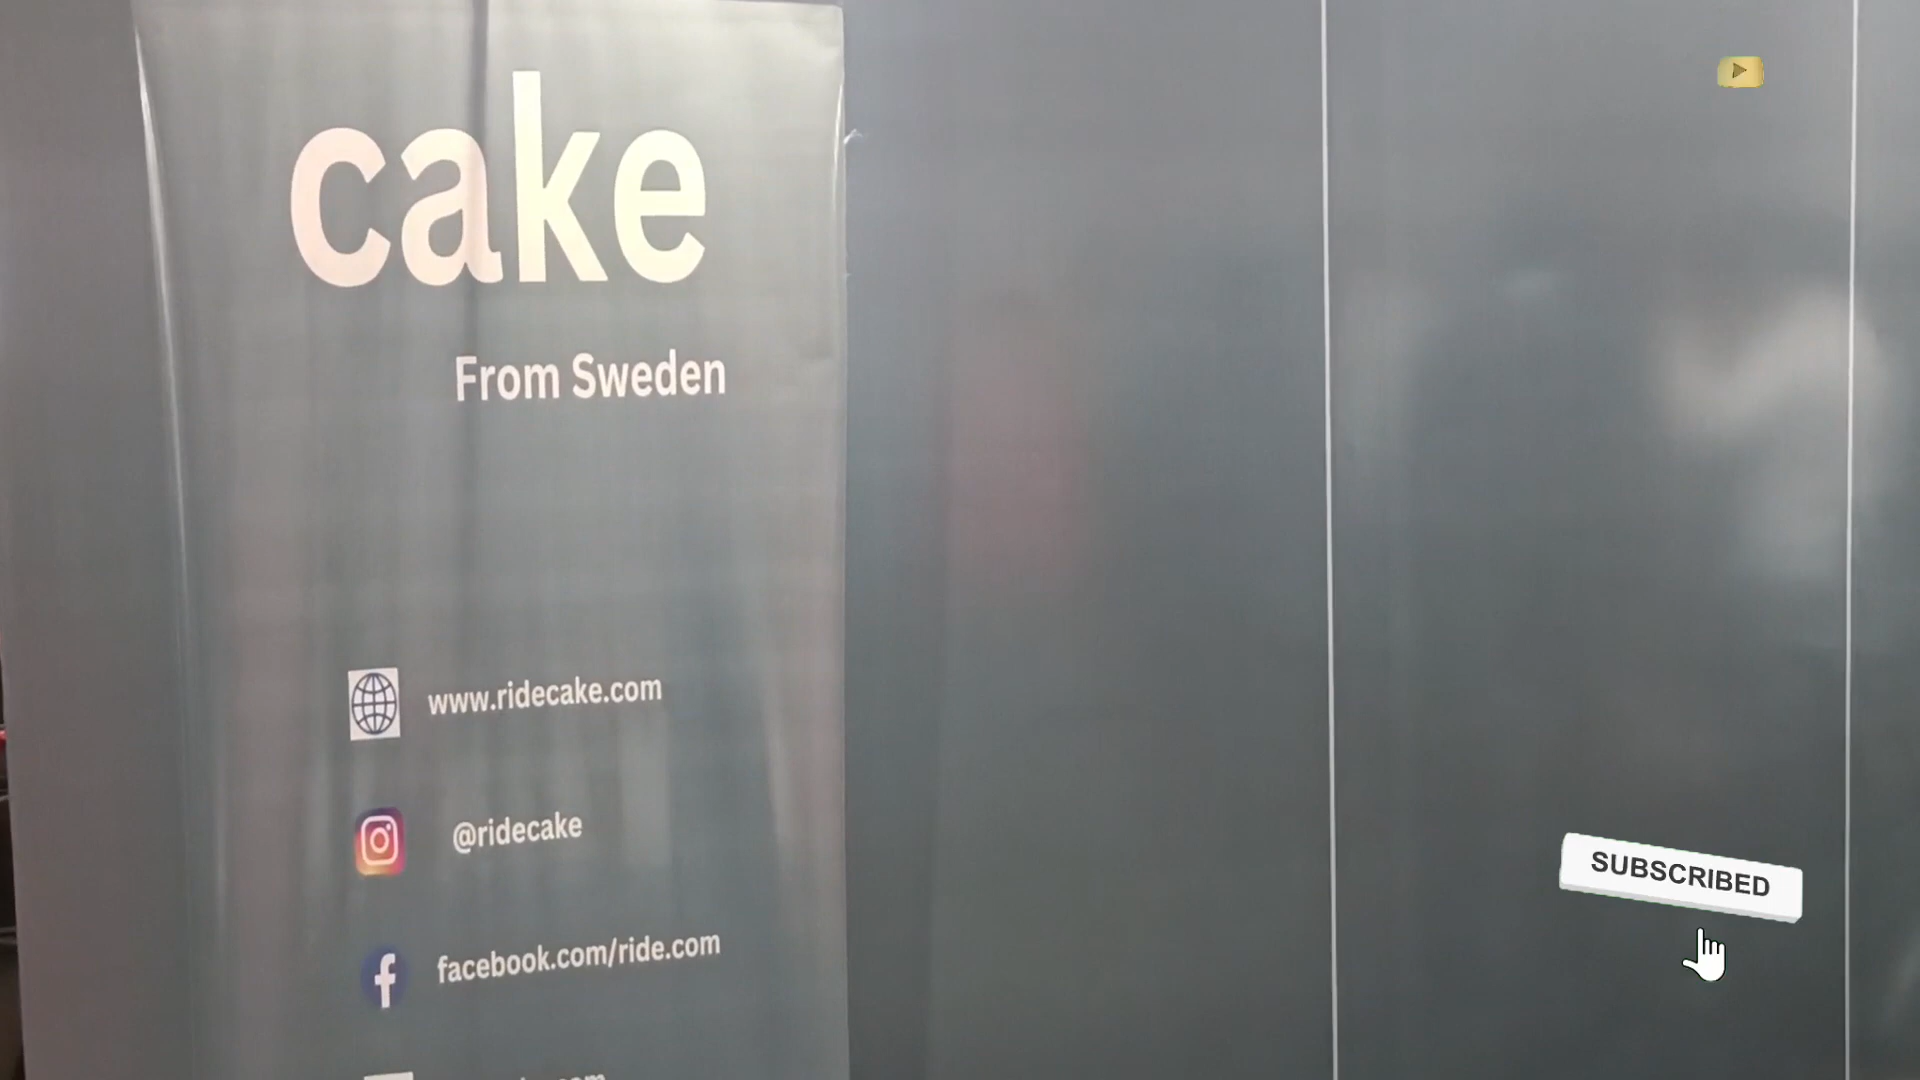 cake
From Sweden
www.ridecake.com
@ridecake
facebook.com/ride.com
SUBSCRIBED